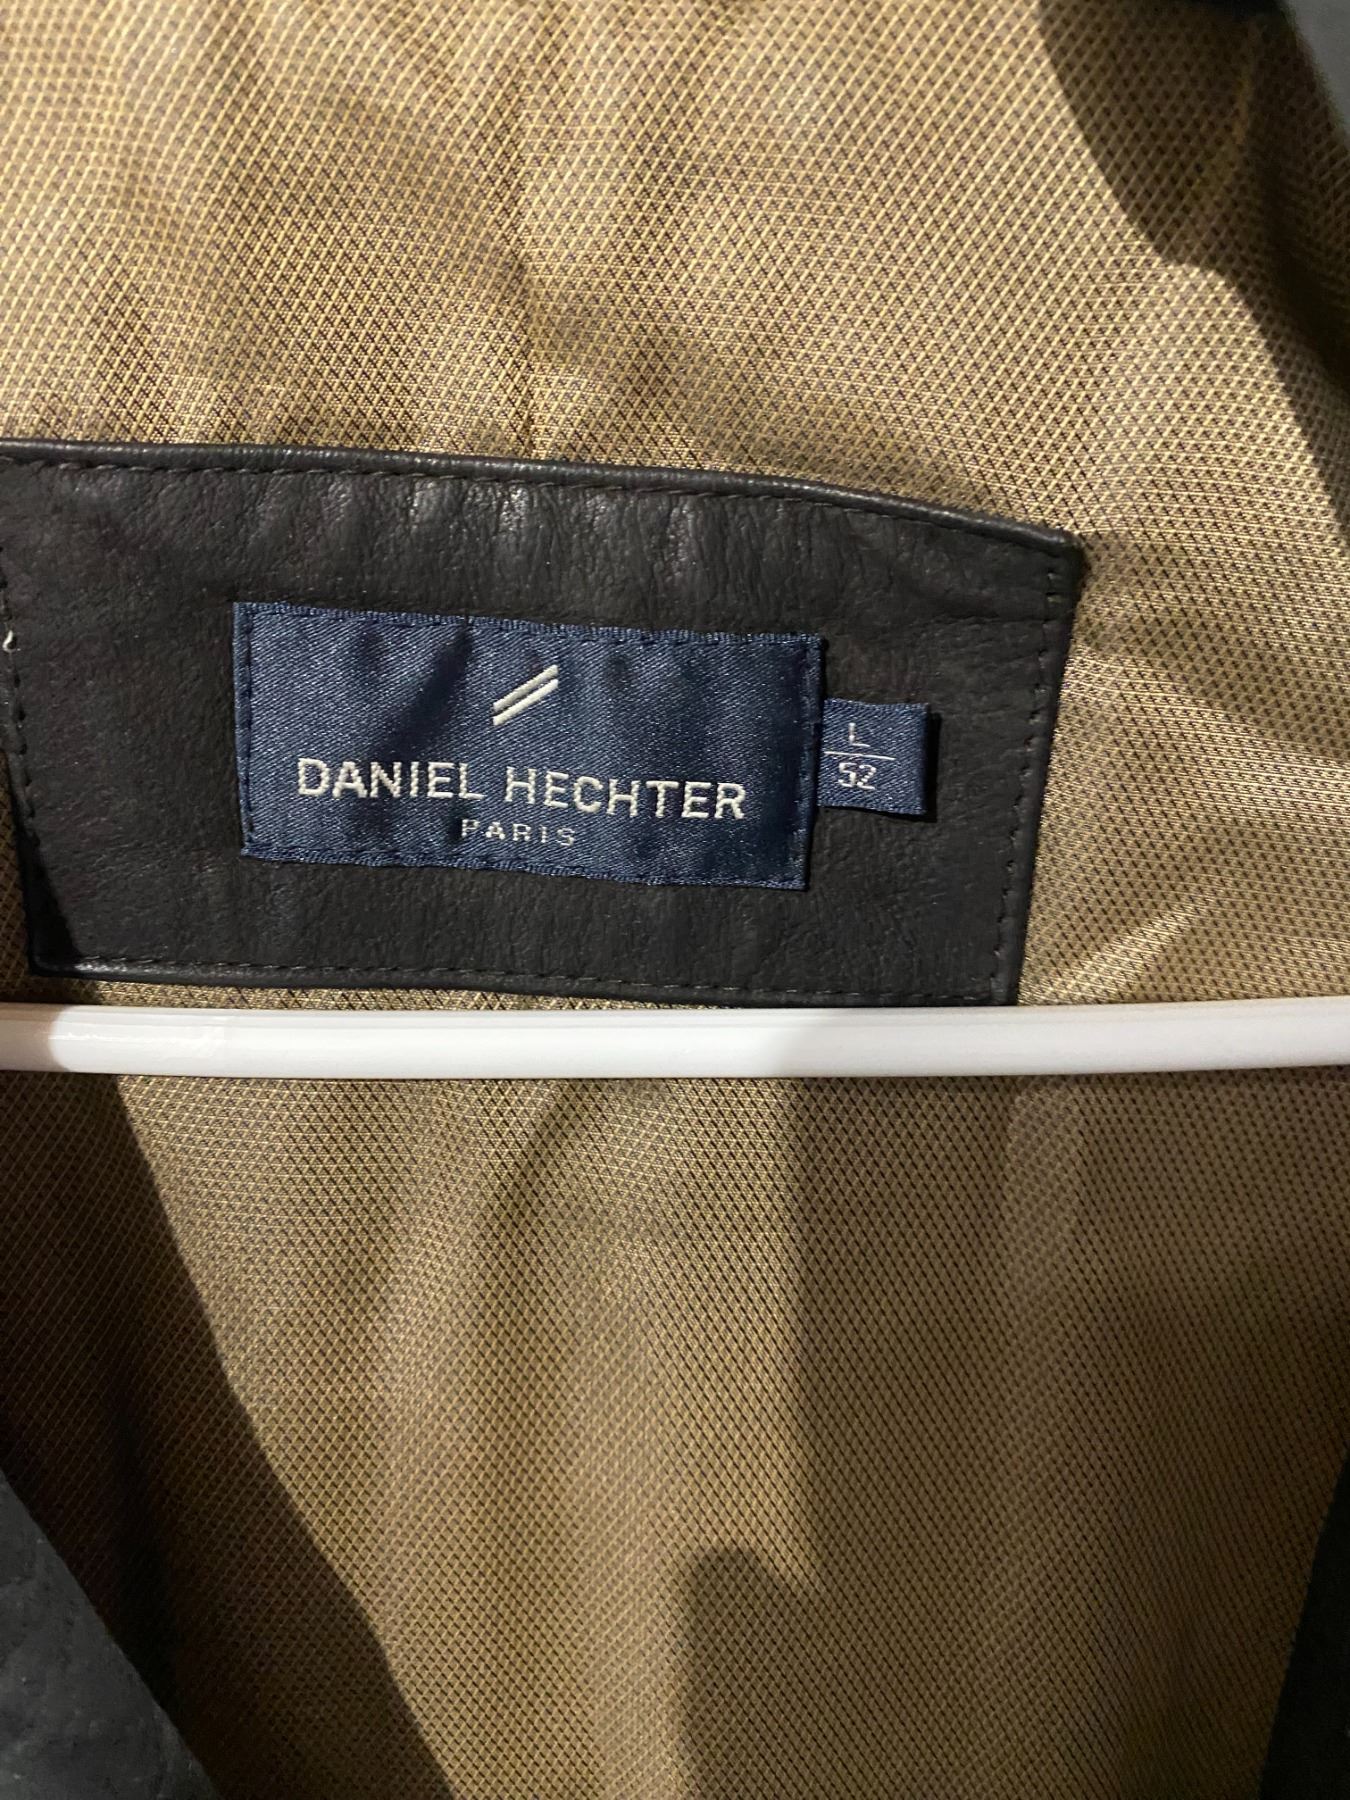 DANIEL HECHTER
PARIS
L
52